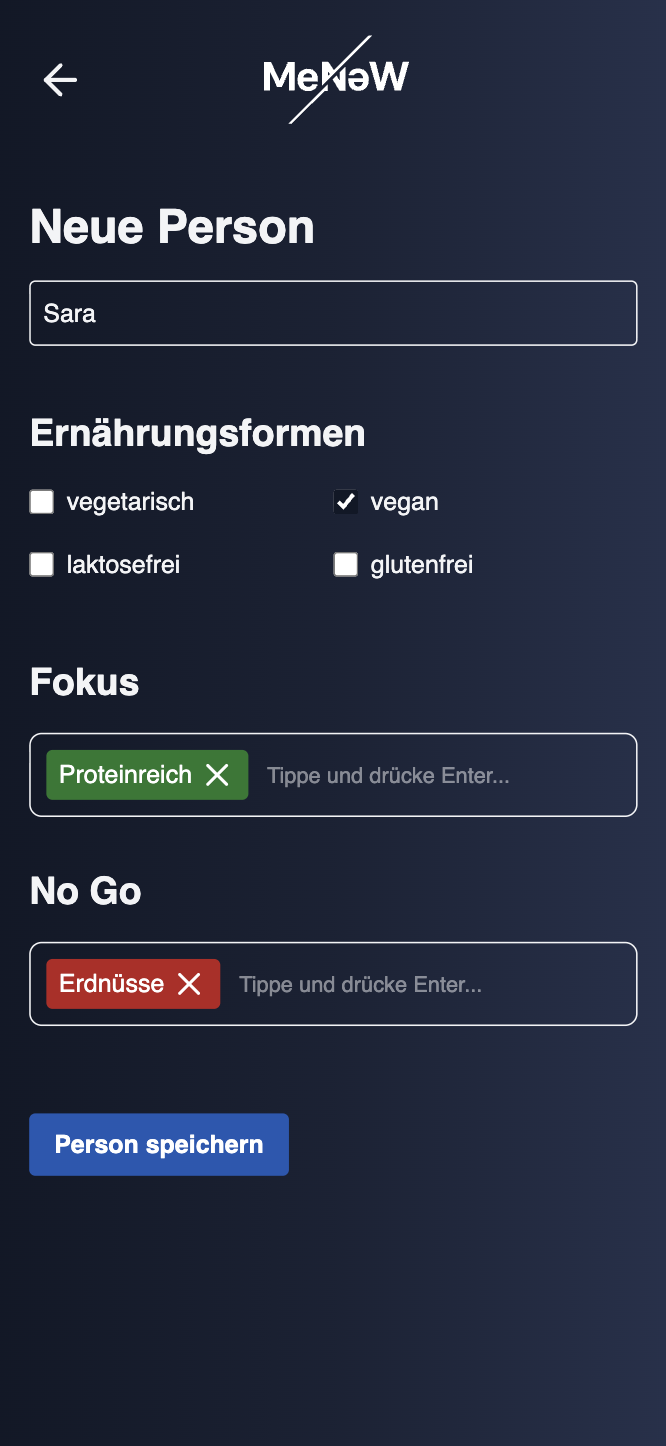 MeNəW
Neue Person
Sara
Ernährungsformen
vegetarisch
vegan
laktosefrei
glutenfrei
Fokus
Proteinreich
Tippe und drücke Enter...
No Go
Erdnüsse
Tippe und drücke Enter...
Person speichern